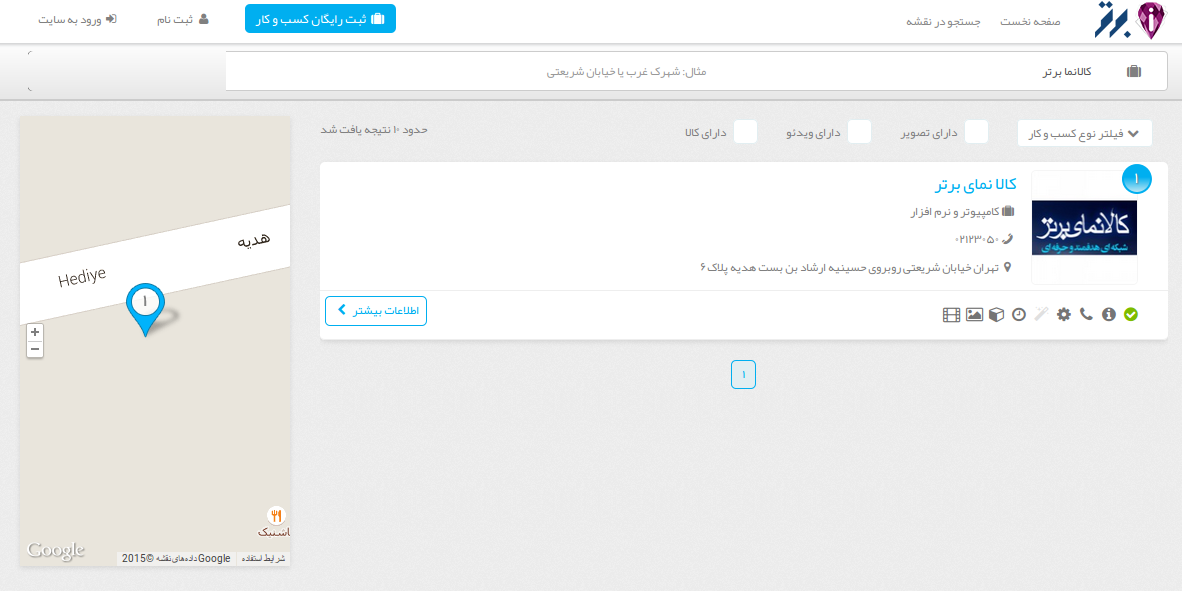 برتر
صفحه نخست
جستجو در نقشه
ثبت رایگان کسب و کار
ثبت نام
ورود به سایت
کالانما برتر
مثال: شهرک غرب یا خیابان شریعتی
فیلتر نوع کسب و کار
دارای تصویر
دارای ویدئو
دارای کالا
حدود ۱۰ نتیجه یافت شد
۱
کالانمای برتر
شبکه ای هدفمند و حرفه ای
کالا نمای برتر
کامپیوتر و نرم افزار
۰۲۱۲۳۰۵۰
تهران خیابان شریعتی روبروی حسینیه ارشاد بن بست هدیه پلاک ۶
اطلاعات بیشتر
۱
هدیه
Hediye
۱
+
−
Google
شرایط استفاده
Google داده‌های نقشه ©2015